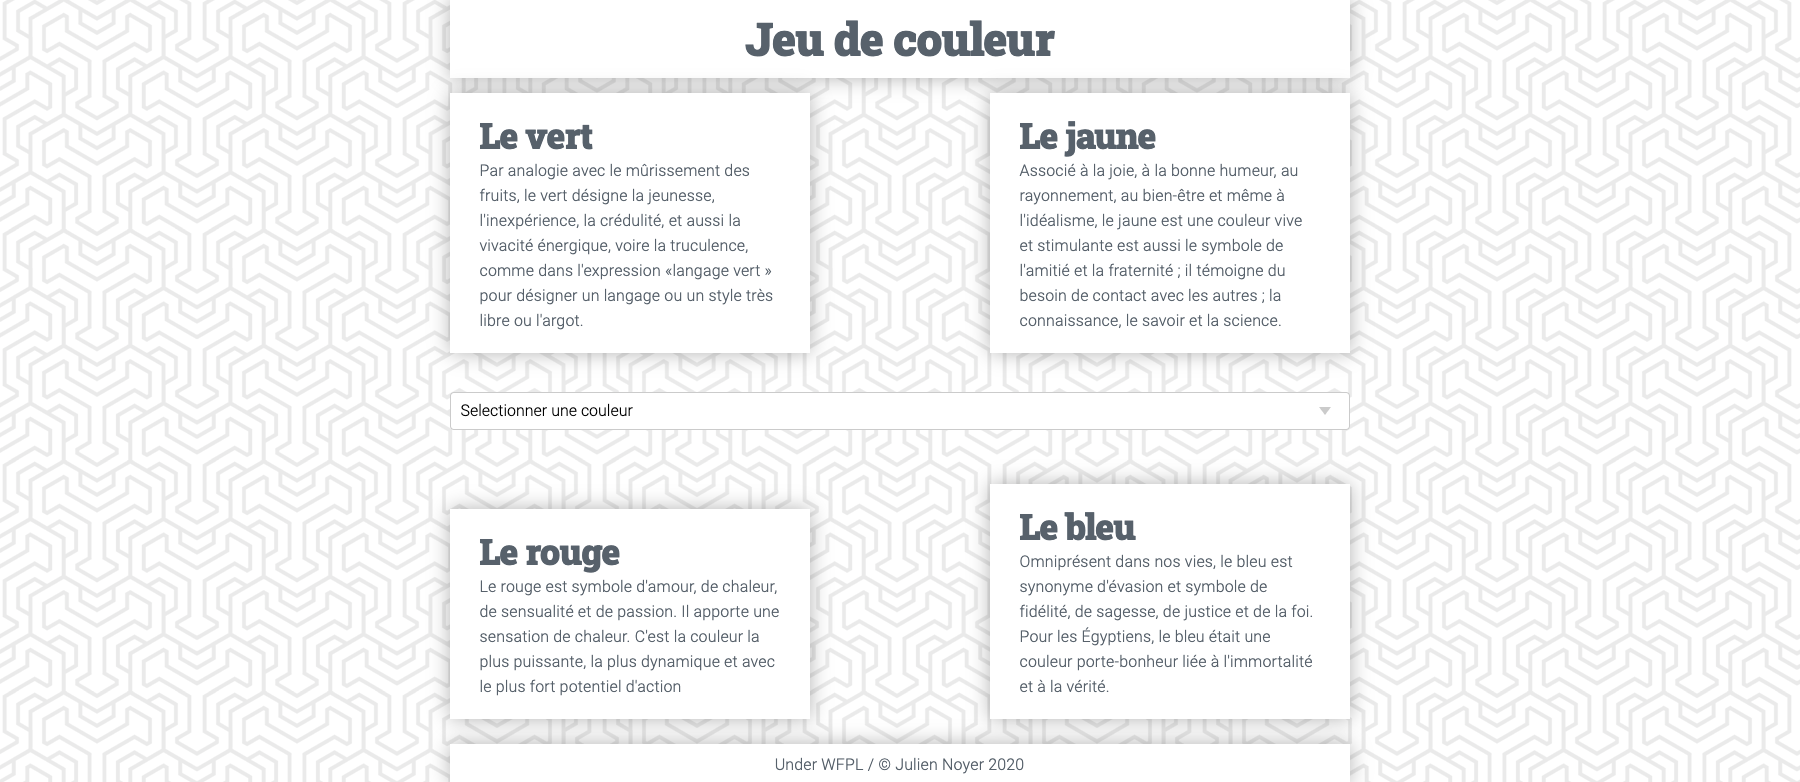 Jeu de couleur
Le vert
Par analogie avec le mûrissement des
fruits, le vert désigne la jeunesse,
l'inexpérience, la crédulité, et aussi la
vivacité énergique, voire la truculence,
comme dans l'expression «langage vert »
pour désigner un langage ou un style très
libre ou l'argot.
Le jaune
Associé à la joie, à la bonne humeur, au
rayonnement, au bien-être et même à
l'idéalisme, le jaune est une couleur vive
et stimulante est aussi le symbole de
l'amitié et la fraternité ; il témoigne du
besoin de contact avec les autres ; la
connaissance, le savoir et la science.
Selectionner une couleur
Le rouge
Le rouge est symbole d'amour, de chaleur,
de sensualité et de passion. Il apporte une
sensation de chaleur. C'est la couleur la
plus puissante, la plus dynamique et avec
le plus fort potentiel d'action
Le bleu
Omniprésent dans nos vies, le bleu est
synonyme d'évasion et symbole de
fidélité, de sagesse, de justice et de la foi.
Pour les Égyptiens, le bleu était une
couleur porte-bonheur liée à l'immortalité
et à la vérité.
Under WFPL / © Julien Noyer 2020